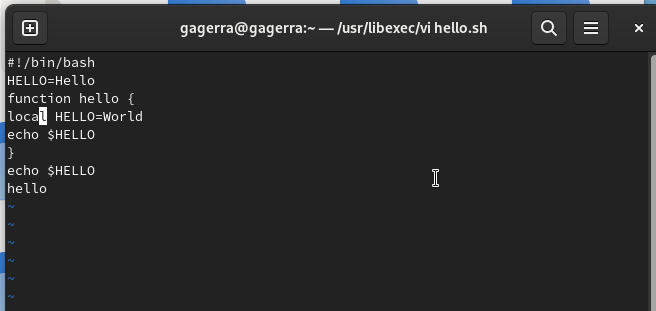 gagerra@gagerra:~ — /usr/libexec/vi hello.sh
#!/bin/bash
HELLO=Hello
function hello {
local HELLO=World
echo $HELLO
}
echo $HELLO
hello
~
~
~
~
~
~